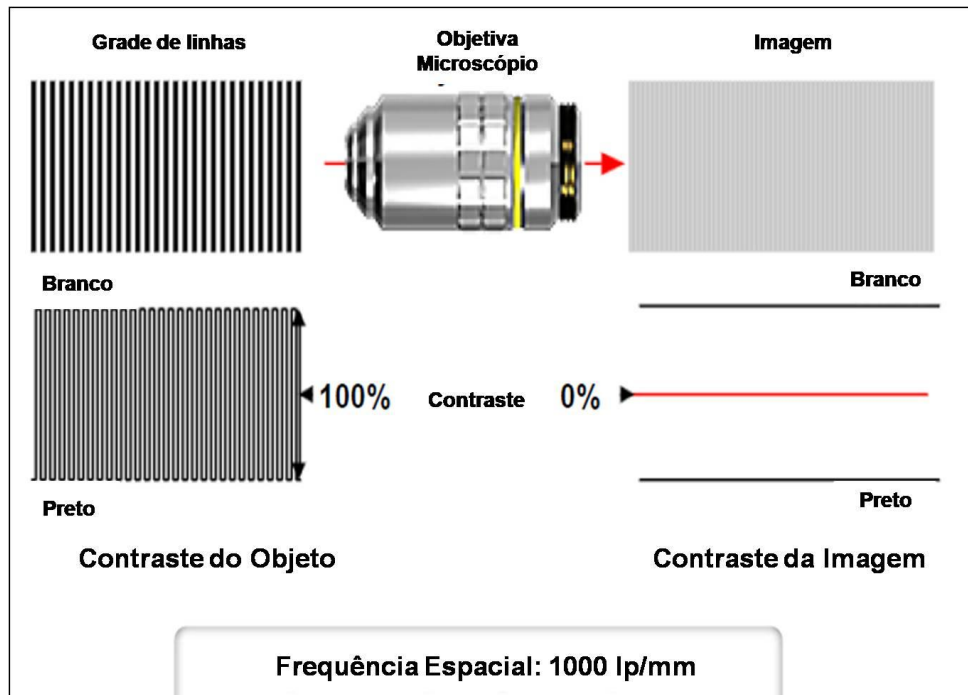 Grade de linhas
Objetiva
Microscópio
Imagem
Branco
Branco
100%
Contraste
0%
Preto
Preto
Contraste do Objeto
Contraste da Imagem
Frequência Espacial: 1000 lp/mm